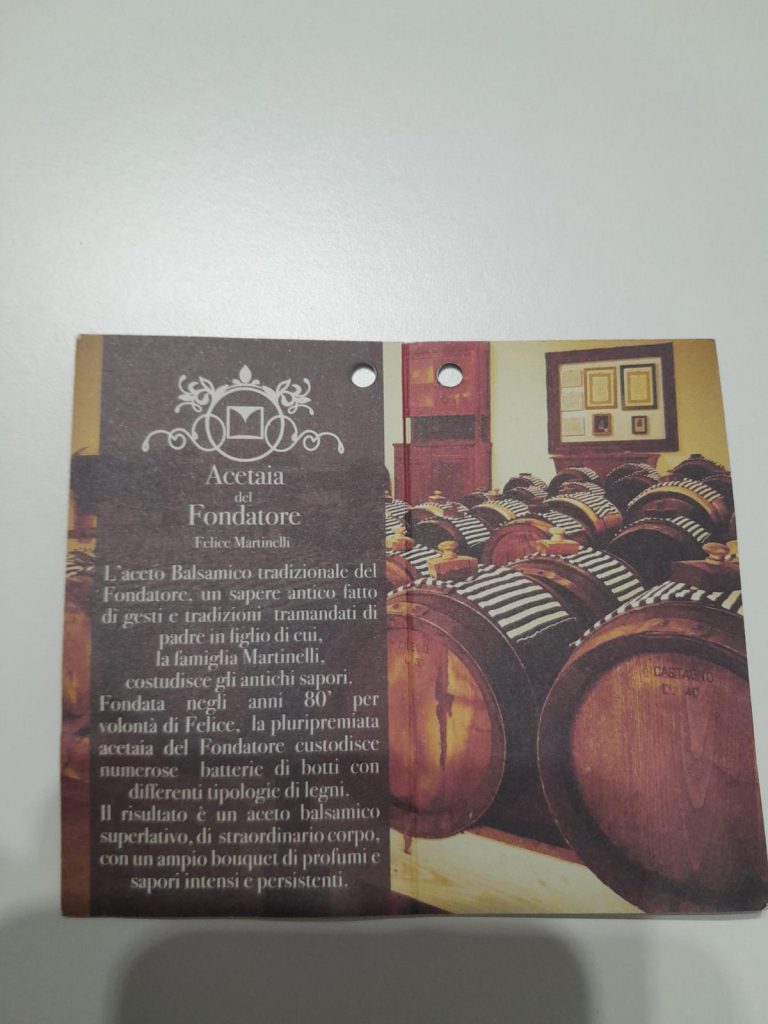 Acetaia
del
Fondatore
Felice Martinelli
L'aceto Balsamico tradizionale del
Fondatore, un sapere antico fatto
di gesti e tradizioni tramandati di
padre in figlio di cui,
la famiglia Martinelli,
costudisce gli antichi sapori.
Fondata negli anni 80' per
volontà di Felice, la pluripremiata
acetaia del Fondatore custodisce
numerose batterie di botti con
differenti tipologie di legni.
Il risultato è un aceto balsamico
superlativo, di straordinario corpo,
con un ampio bouquet di profumi e
sapori intensi e persistenti.
CASTAGNO